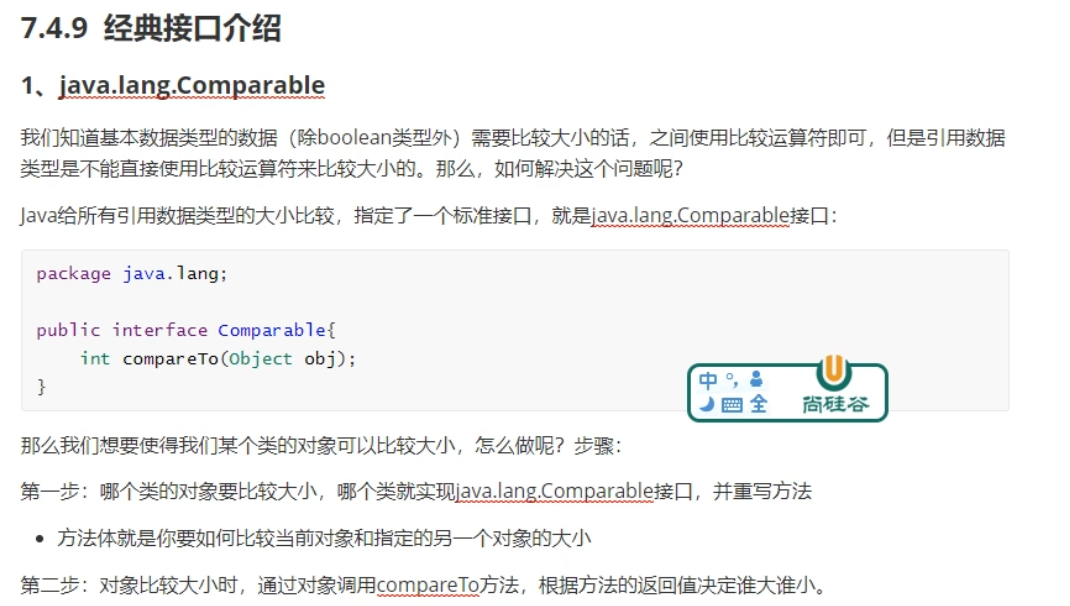 7.4.9 经典接口介绍
1、java.lang.Comparable
我们知道基本数据类型的数据（除boolean类型外）需要比较大小的话，之间使用比较运算符即可，但是引用数据
类型是不能直接使用比较运算符来比较大小的。那么，如何解决这个问题呢？
Java给所有引用数据类型的大小比较，指定了一个标准接口，就是java.lang.Comparable接口：
package java.lang;
public interface Comparable{
    int compareTo(Object obj);
}
中 °, 全
尚硅谷
那么我们想要使得我们某个类的对象可以比较大小，怎么做呢？步骤：
第一步：哪个类的对象要比较大小，哪个类就实现java.lang.Comparable接口，并重写方法
• 方法体就是你要如何比较当前对象和指定的另一个对象的大小
第二步：对象比较大小时，通过对象调用compareTo方法，根据方法的返回值决定谁大谁小。